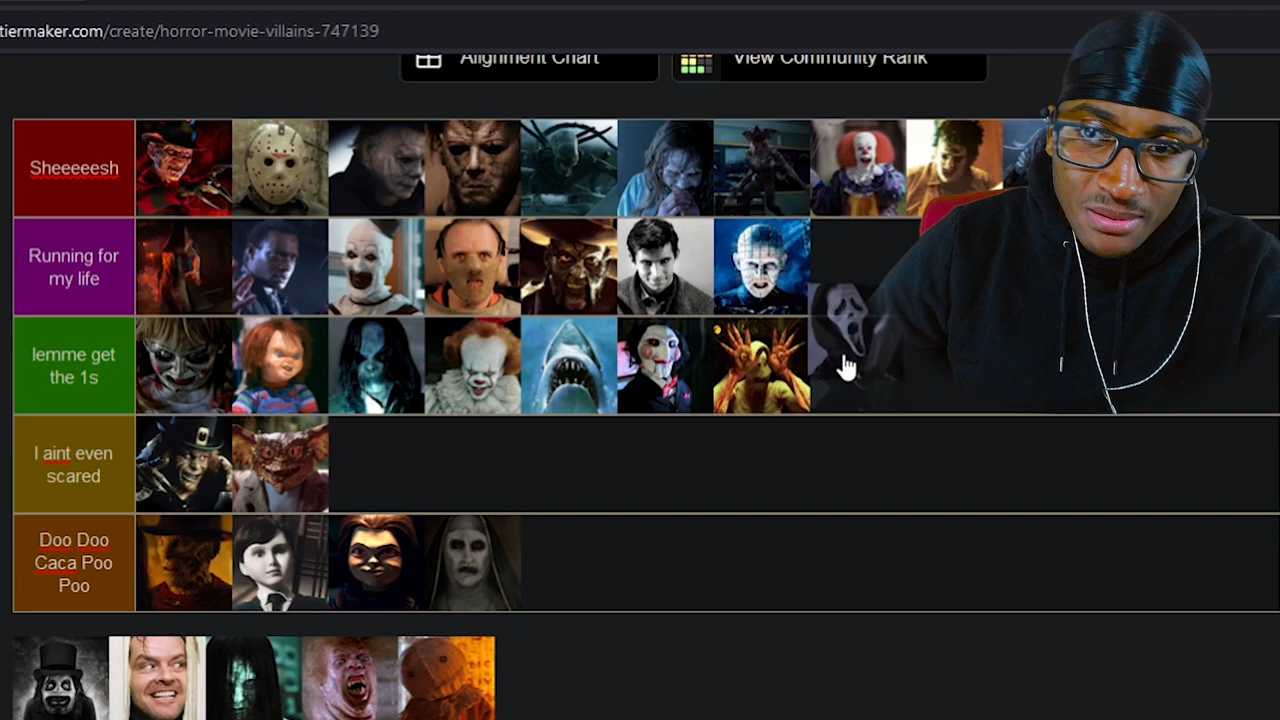 tiermaker.com/create/horror-movie-villains-747139
Alignment Chart
View Community Rank
Sheeeeesh
Running for
my life
lemme get
the 1s
I aint even
scared
Doo Doo
Caca Poo
Poo